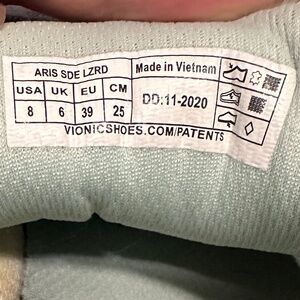 ARIS SDE LZRD
Made in Vietnam
USA UK EU CM
8 6 39 25
DD:11-2020
VIONICSHOES.COM/PATENTS